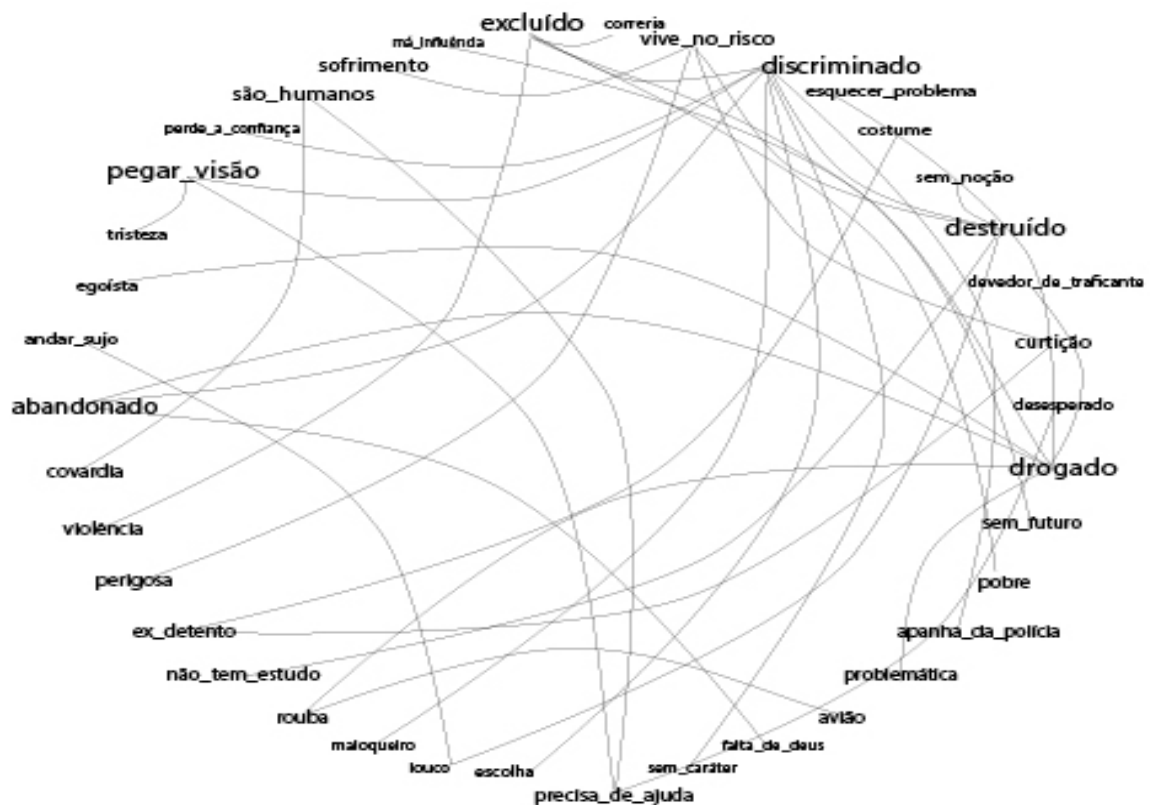 excluído
correria
má_influência
vive_no_risco
sofrimento
discriminado
são_humanos
esquecer_problema
perde_a_confiança
costume
pegar_visão
sem_noção
tristeza
destruído
egoísta
devedor_de_traficante
andar_sujo
curtição
abandonado
desesperado
covardia
drogado
violência
sem_futuro
perigosa
pobre
ex_detento
apanha_da_polícia
não_tem_estudo
problemática
rouba
avião
maloqueiro
falta_de_deus
louco
escolha
sem_caráter
precisa_de_ajuda